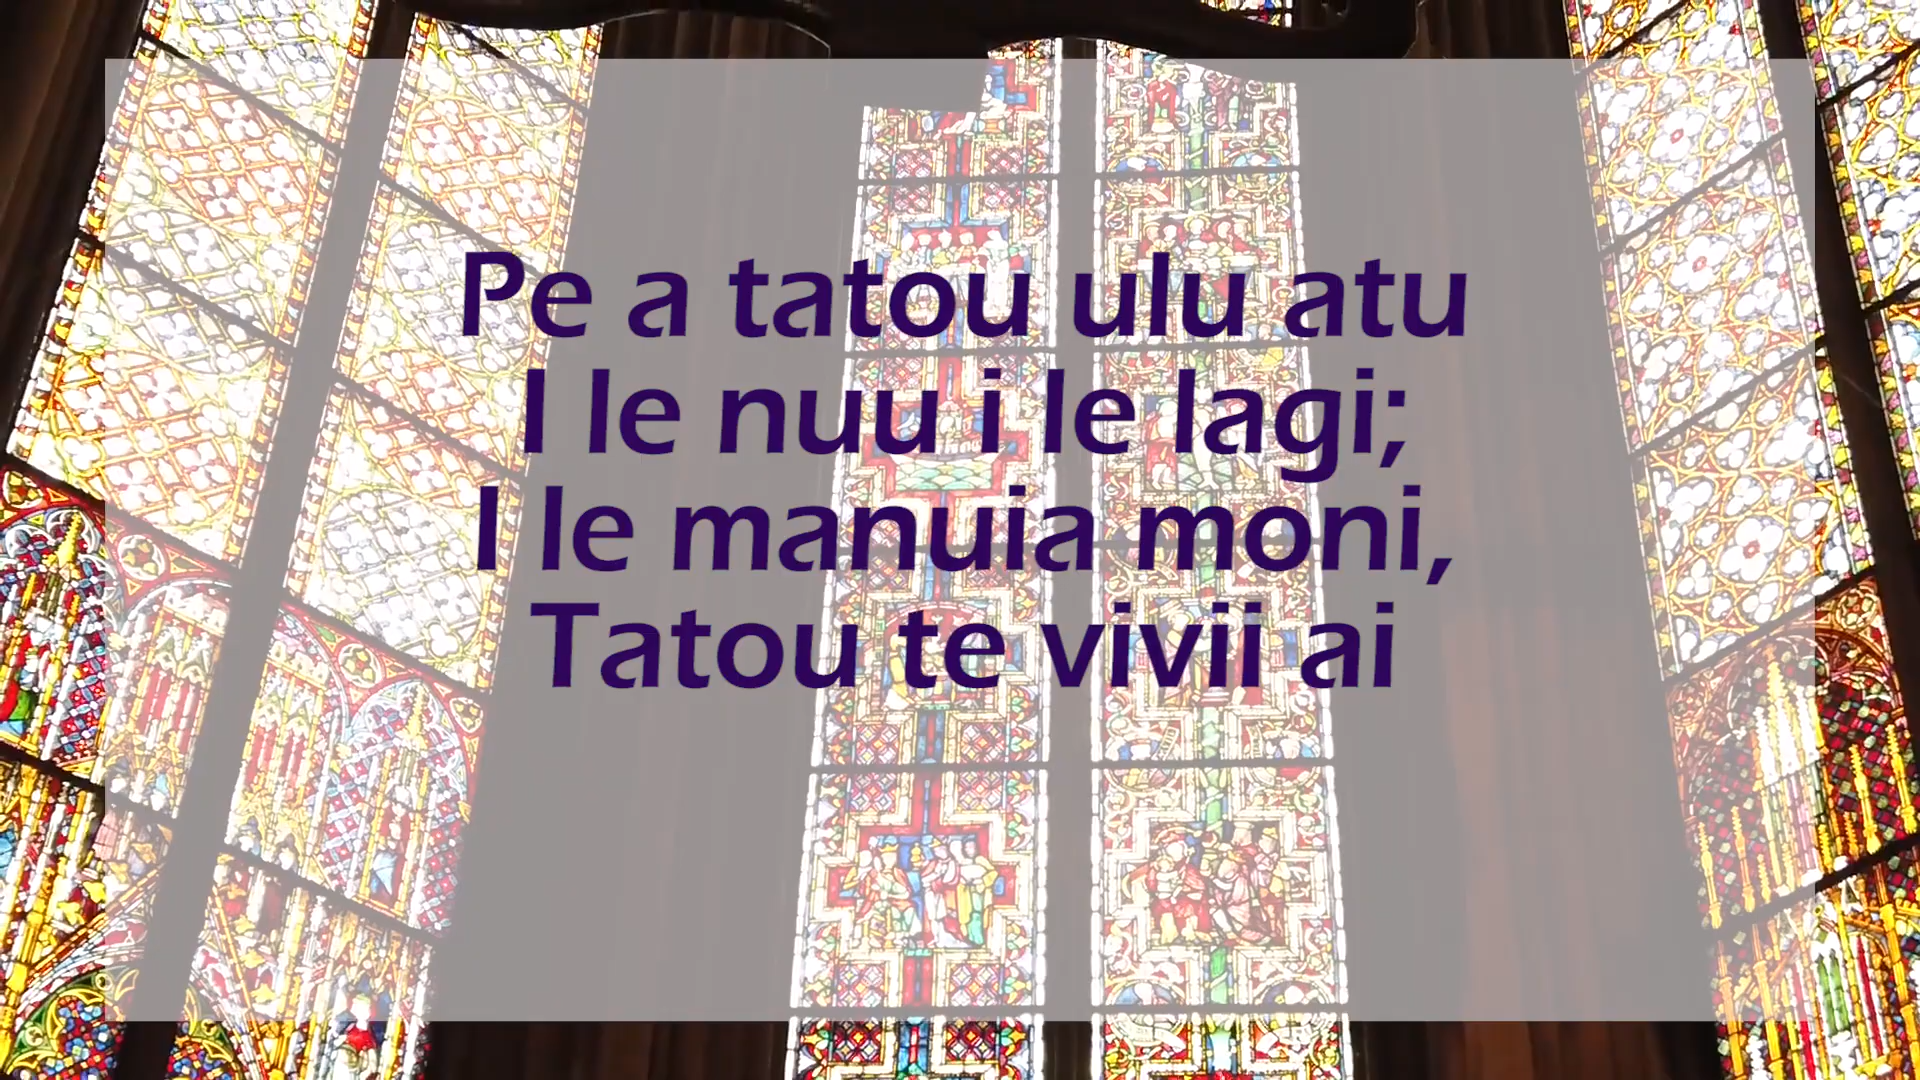 Pe a tatou ulu atu
I le nuu i le lagi;
I le manuia moni,
Tatou te vivii ai